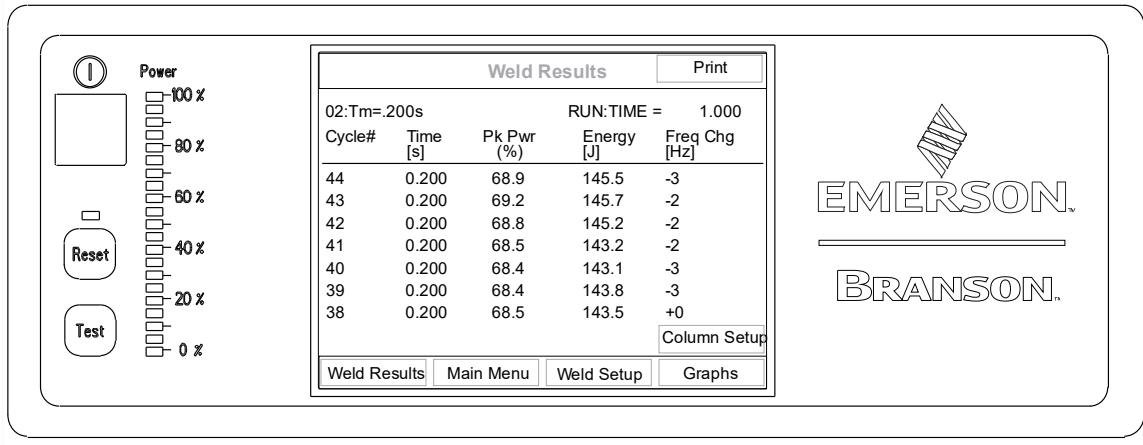 Power
100 %
80 %
60 %
40 %
20 %
0 %
Reset
Test
Weld Results
Print
02:Tm=.200s RUN:TIME = 1.000
Cycle# Time [s] Pk Pwr (%) Energy [J] Freq Chg [Hz]
44 0.200 68.9 145.5 -3
43 0.200 69.2 145.7 -2
42 0.200 68.8 145.2 -2
41 0.200 68.5 143.2 -2
40 0.200 68.4 143.1 -3
39 0.200 68.4 143.8 -3
38 0.200 68.5 143.5 +0
Column Setup
Weld Results Main Menu Weld Setup Graphs
EMERSON™
BRANSON™